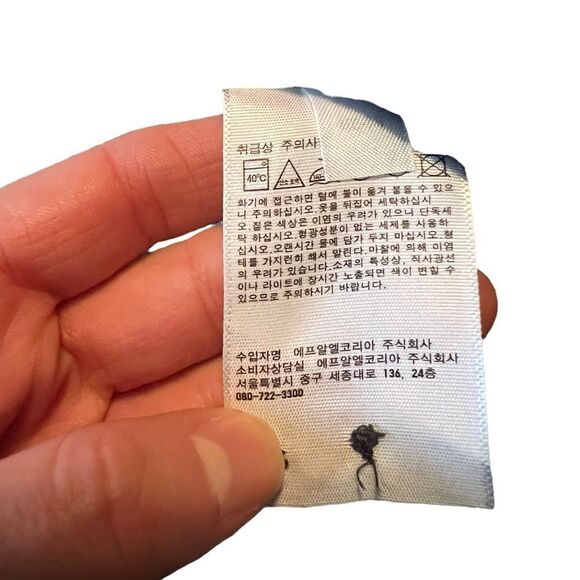 취급상 주의사
40℃
화기에 접근하면 털에 불이 옮겨 붙을 수 있으
니 주의하십시오.옷을 뒤집어 세탁하십시
오.짙은 색상은 이염의 우려가 있으니 단독세
탁 하십시오.형광성분이 없는 세제를 사용하
십시오.오랜시간 물에 담가 두지 마십시오.형
태를 가지런히 해서 말린다.마찰에 의해 이염
의 우려가 있습니다.소재의 특성상, 직사광선
이나 라이트에 장시간 노출되면 색이 변할 수
있으므로 주의하시기 바랍니다.
수입자명 에프알엘코리아 주식회사
소비자상담실 에프알엘코리아 주식회사
서울특별시 중구 세종대로 136, 24층
080-722-3300